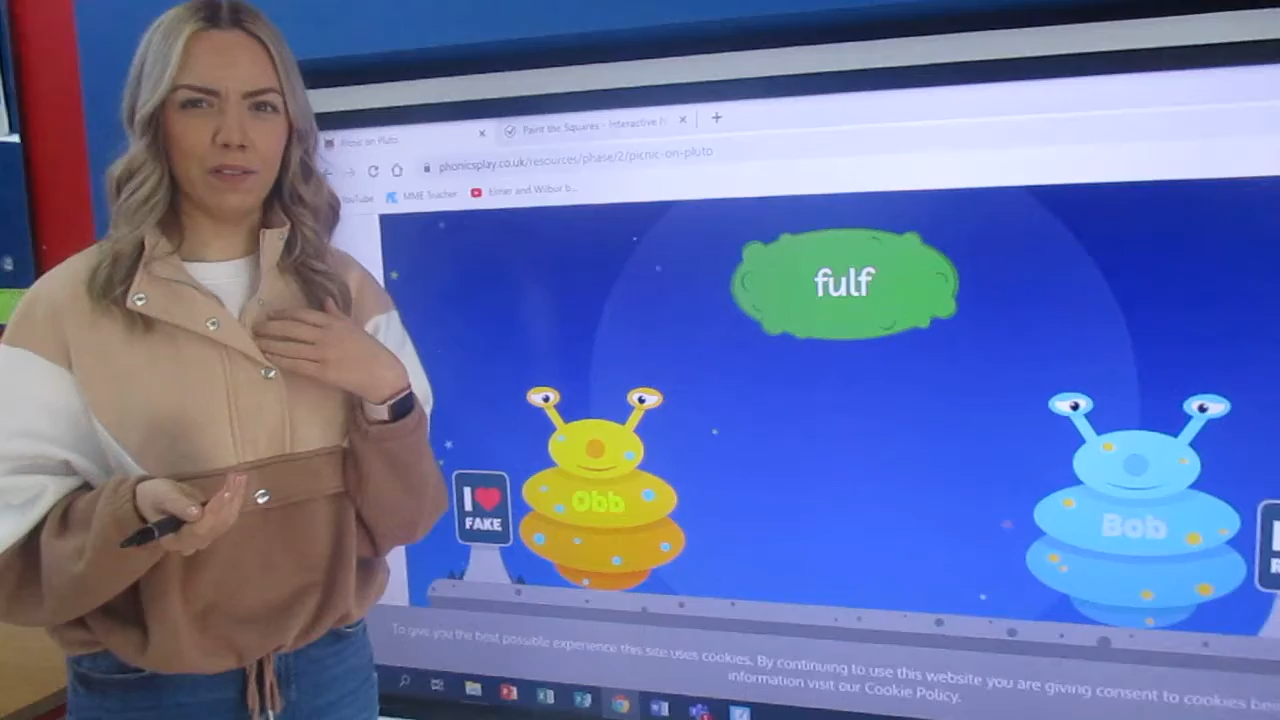 Picnic on Pluto
Paint the Squares - Interactive
phonicsplay.co.uk/resources/phase/2/picnic-on-pluto
YouTube MME Teacher Elmer and Wilbur b...
fulf
I ❤ FAKE
Obb
Bob
To give you the best possible experience this site uses cookies. By continuing to use this website you are giving consent to cookies
information visit our Cookie Policy.